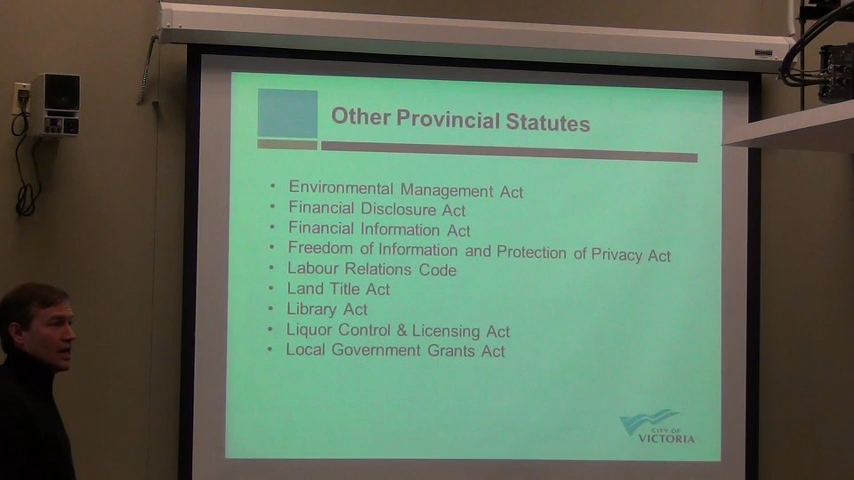 Other Provincial Statutes
• Environmental Management Act
• Financial Disclosure Act
• Financial Information Act
• Freedom of Information and Protection of Privacy Act
• Labour Relations Code
• Land Title Act
• Library Act
• Liquor Control & Licensing Act
• Local Government Grants Act
CITY OF
VICTORIA